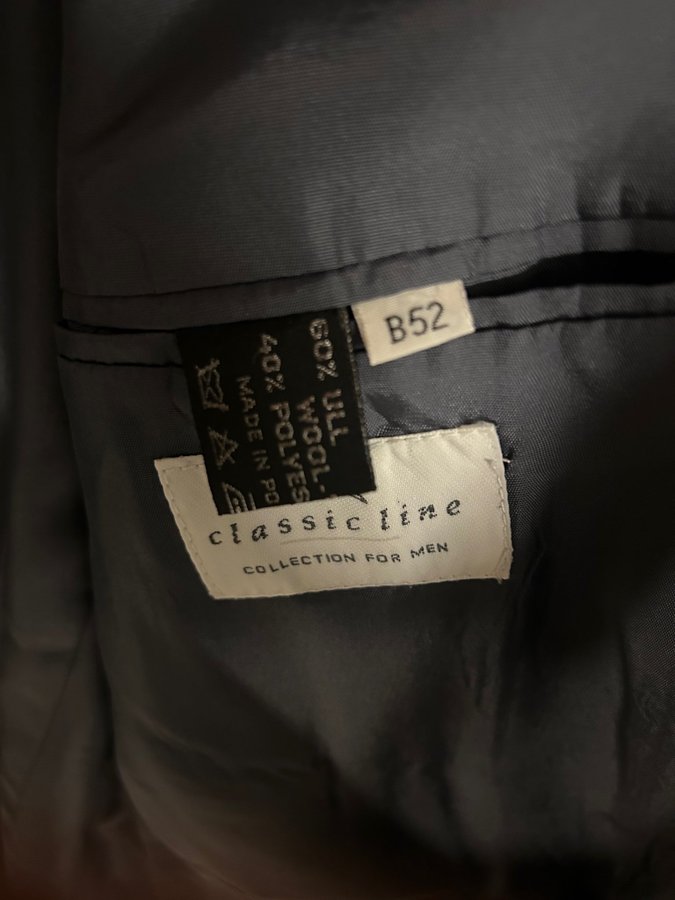 B52
60% ULL
WOOL
40% POLYES
MADE IN PO
classic line
COLLECTION FOR MEN